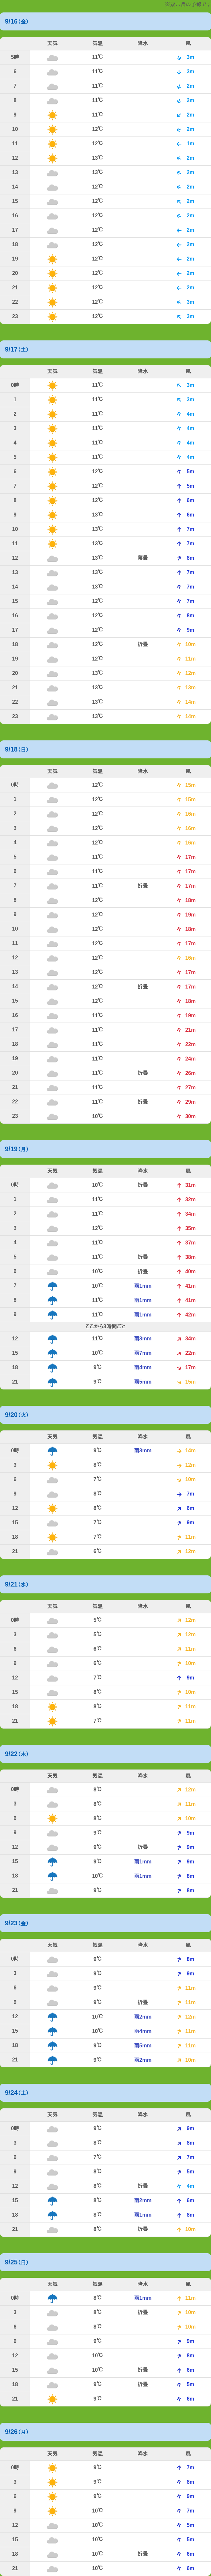 ※雨の森の予報です
9/16(金)
天気 気温 降水 風
5時 11℃ 3m
6 11℃ 3m
7 11℃ 2m
8 11℃ 2m
9 11℃ 2m
10 12℃ 2m
11 12℃ 1m
12 13℃ 2m
13 13℃ 2m
14 12℃ 2m
15 12℃ 2m
16 12℃ 2m
17 12℃ 2m
18 12℃ 2m
19 12℃ 2m
20 12℃ 2m
21 12℃ 2m
22 12℃ 3m
23 12℃ 3m
9/17(土)
天気 気温 降水 風
0時 11℃ 3m
1 11℃ 3m
2 11℃ 4m
3 11℃ 4m
4 11℃ 4m
5 11℃ 4m
6 12℃ 5m
7 12℃ 5m
8 12℃ 6m
9 13℃ 6m
10 13℃ 7m
11 13℃ 7m
12 13℃ 薄曇 8m
13 13℃ 7m
14 13℃ 7m
15 12℃ 7m
16 12℃ 8m
17 12℃ 9m
18 12℃ 折曇 10m
19 12℃ 11m
20 13℃ 12m
21 13℃ 13m
22 13℃ 14m
23 13℃ 14m
9/18(日)
天気 気温 降水 風
0時 12℃ 15m
1 12℃ 15m
2 12℃ 16m
3 12℃ 16m
4 12℃ 16m
5 11℃ 17m
6 11℃ 17m
7 11℃ 折曇 17m
8 12℃ 18m
9 12℃ 19m
10 12℃ 18m
11 12℃ 17m
12 12℃ 16m
13 12℃ 17m
14 12℃ 折曇 17m
15 12℃ 18m
16 11℃ 19m
17 11℃ 21m
18 11℃ 22m
19 11℃ 24m
20 11℃ 折曇 26m
21 11℃ 27m
22 11℃ 折曇 29m
23 10℃ 30m
9/19(月)
天気 気温 降水 風
0時 10℃ 折曇 31m
1 11℃ 32m
2 11℃ 34m
3 12℃ 35m
4 11℃ 37m
5 11℃ 折曇 38m
6 10℃ 折曇 40m
7 10℃ 雨1mm 41m
8 11℃ 雨1mm 41m
9 11℃ 雨1mm 42m
ここから3時間ごと
12 11℃ 雨3mm 34m
15 10℃ 雨7mm 22m
18 9℃ 雨4mm 17m
21 9℃ 雨5mm 15m
9/20(火)
天気 気温 降水 風
0時 9℃ 雨3mm 14m
3 8℃ 12m
6 7℃ 10m
9 8℃ 7m
12 8℃ 6m
15 7℃ 9m
18 7℃ 11m
21 6℃ 12m
9/21(水)
天気 気温 降水 風
0時 5℃ 12m
3 5℃ 12m
6 6℃ 11m
9 6℃ 10m
12 7℃ 9m
15 8℃ 10m
18 8℃ 11m
21 7℃ 11m
9/22(木)
天気 気温 降水 風
0時 8℃ 12m
3 8℃ 11m
6 8℃ 10m
9 9℃ 9m
12 9℃ 折曇 9m
15 9℃ 雨1mm 9m
18 10℃ 雨1mm 8m
21 9℃ 8m
9/23(金)
天気 気温 降水 風
0時 9℃ 8m
3 9℃ 9m
6 9℃ 11m
9 9℃ 折曇 11m
12 10℃ 雨2mm 12m
15 10℃ 雨4mm 11m
18 9℃ 雨5mm 11m
21 9℃ 雨2mm 10m
9/24(土)
天気 気温 降水 風
0時 9℃ 9m
3 8℃ 8m
6 7℃ 7m
9 8℃ 5m
12 8℃ 折曇 4m
15 8℃ 雨2mm 6m
18 8℃ 雨1mm 8m
21 8℃ 折曇 10m
9/25(日)
天気 気温 降水 風
0時 8℃ 雨1mm 11m
3 8℃ 折曇 10m
6 8℃ 10m
9 9℃ 9m
12 10℃ 8m
15 10℃ 折曇 6m
18 9℃ 折曇 5m
21 9℃ 6m
9/26(月)
天気 気温 降水 風
0時 9℃ 7m
3 9℃ 8m
6 9℃ 9m
9 10℃ 7m
12 10℃ 5m
15 10℃ 5m
18 10℃ 折曇 6m
21 10℃ 6m